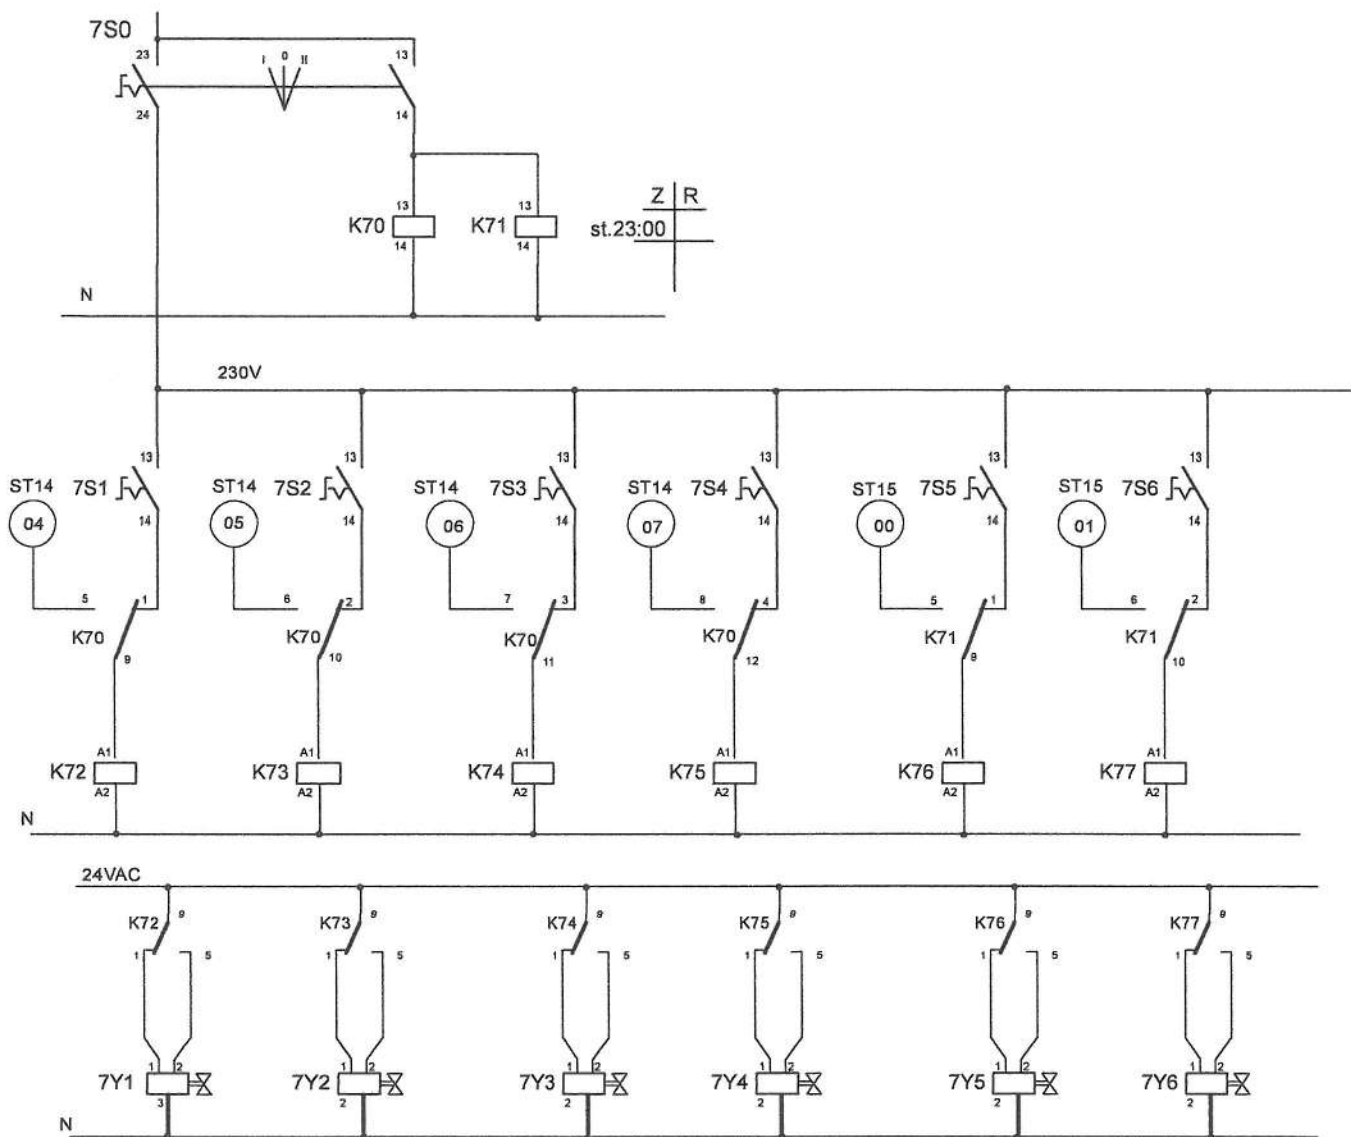 7S0
23 I 0 II 13
24 14
13 13
K70 K71
14 14
Z R
st.23:00
N
230V
13 13 13 13 13 13
ST14 7S1 ST14 7S2 ST14 7S3 ST14 7S4 ST15 7S5 ST15 7S6
04 05 06 07 00 01
14 14 14 14 14 14
5 1 6 2 7 3 8 4 5 1 6 2
K70 K70 K70 K70 K71 K71
9 10 11 12 9 10
A1 A1 A1 A1 A1 A1
K72 K73 K74 K75 K76 K77
A2 A2 A2 A2 A2 A2
N
24VAC
K72 9 K73 9 K74 9 K75 9 K76 9 K77 9
1 5 1 5 1 5 1 5 1 5 1 5
1 2 1 2 1 2 1 2 1 2 1 2
7Y1 7Y2 7Y3 7Y4 7Y5 7Y6
3 2 2 2 2 2
N